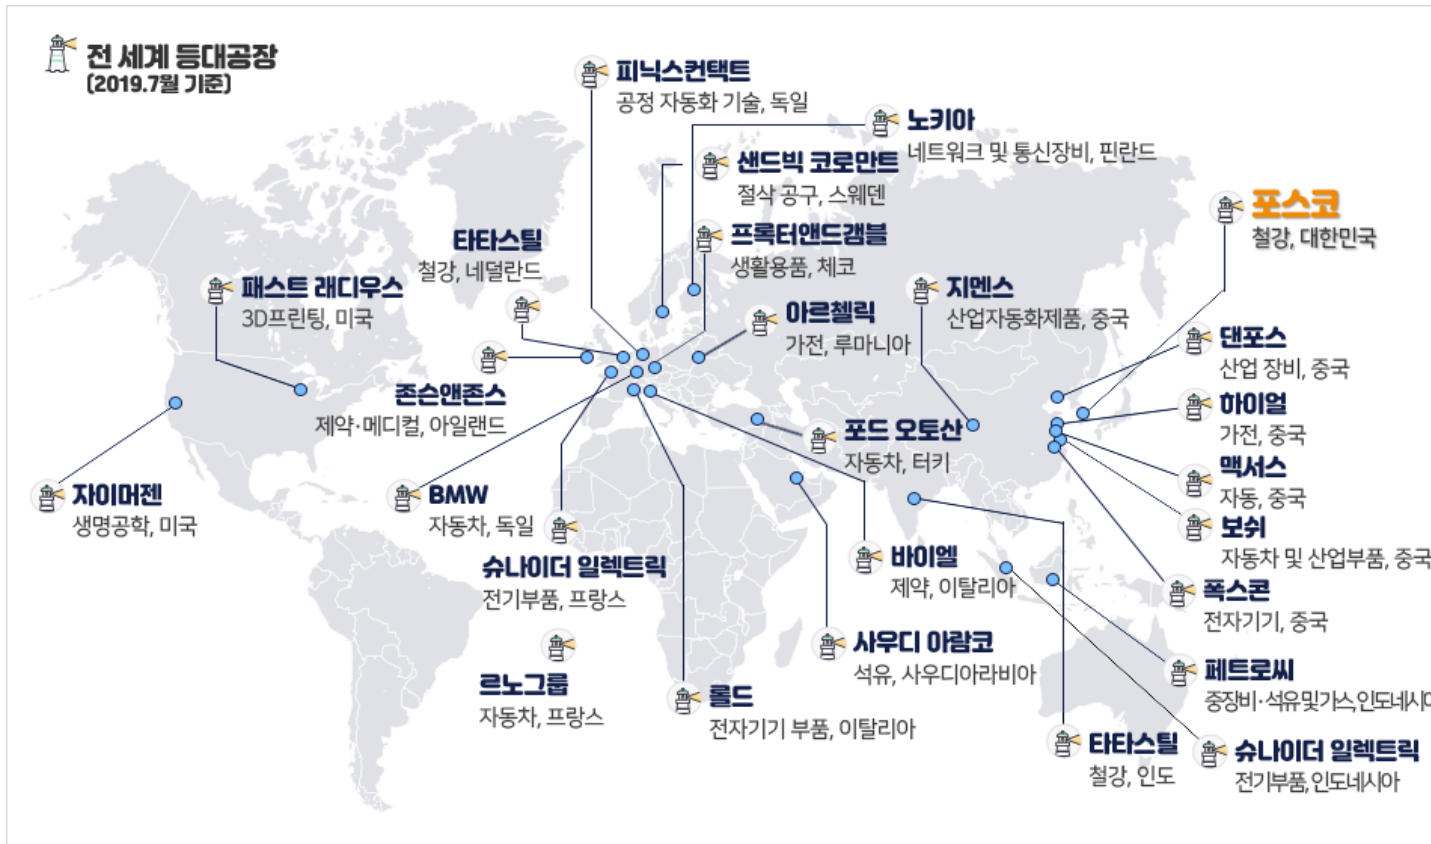 전 세계 등대공장
(2019.7월 기준)
피닉스컨택트
공정 자동화 기술, 독일
노키아
네트워크 및 통신장비, 핀란드
샌드빅 코로만트
절삭 공구, 스웨덴
포스코
철강, 대한민국
타타스틸
철강, 네덜란드
프록터앤드갬블
생활용품, 체코
패스트 래디우스
3D프린팅, 미국
아르첼릭
가전, 루마니아
지멘스
산업자동화제품, 중국
댄포스
산업 장비, 중국
존슨앤존스
제약·메디컬, 아일랜드
하이얼
가전, 중국
포드 오토산
자동차, 터키
맥서스
자동, 중국
자이머젠
생명공학, 미국
BMW
자동차, 독일
보쉬
자동차 및 산업부품, 중국
슈나이더 일렉트릭
전기부품, 프랑스
바이엘
제약, 이탈리아
폭스콘
전자기기, 중국
사우디 아람코
석유, 사우디아라비아
페트로씨
중장비·석유및가스,인도네시아
르노그룹
자동차, 프랑스
롤드
전자기기 부품, 이탈리아
타타스틸
철강, 인도
슈나이더 일렉트릭
전기부품,인도네시아